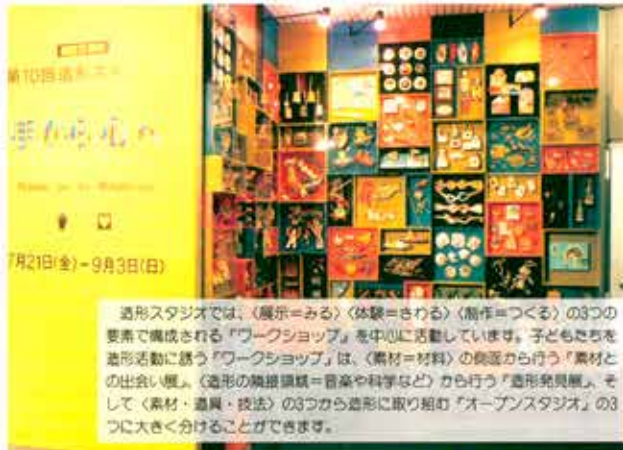 第10回造形スタジオ
手から心へ
7月21日(金)-9月3日(日)
造形スタジオでは、〈展示=みる〉〈体験=さわる〉〈制作=つくる〉の3つの
要素で構成される『ワークショップ』を中心に活動しています。子どもたちを
造形活動に誘う『ワークショップ』は、〈素材=材料〉の側面から行う『素材と
の出会い展』、〈造形の隣接領域=音楽や科学など〉から行う『造形発見展』、そ
して〈素材・道具・技法〉の3つから造形に取り組む『オープンスタジオ』の3
つに大きく分けることができます。